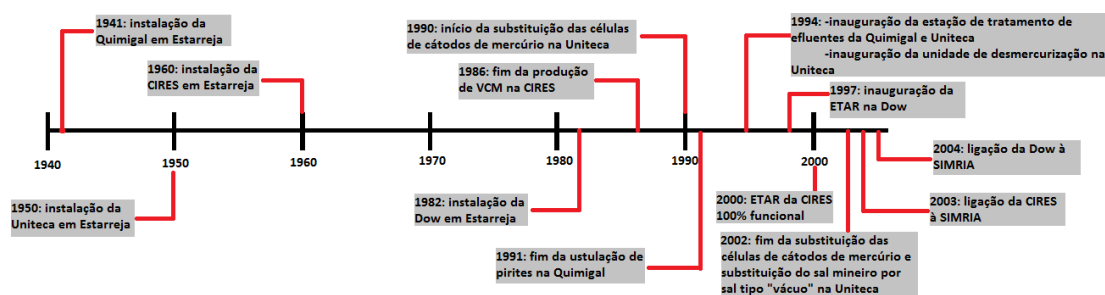 1941: instalação da
Quimigal em Estarreja
1960: instalação da
CIRES em Estarreja
1990: início da substituição das células
de cátodos de mercúrio na Uniteca
1986: fim da produção
de VCM na CIRES
1994: -inauguração da estação de tratamento de
efluentes da Quimigal e Uniteca
-inauguração da unidade de desmercurização na
Uniteca
1997: inauguração da
ETAR na Dow
1940
1950
1960
1970
1980
1990
2000
1950: instalação da
Uniteca em Estarreja
1982: instalação da
Dow em Estarreja
1991: fim da ustulação de
pirites na Quimigal
2000: ETAR da CIRES
100% funcional
2002: fim da substituição das
células de cátodos de mercúrio e
substituição do sal mineiro por
sal tipo "vácuo" na Uniteca
2004: ligação da Dow à
SIMRIA
2003: ligação da CIRES
à SIMRIA